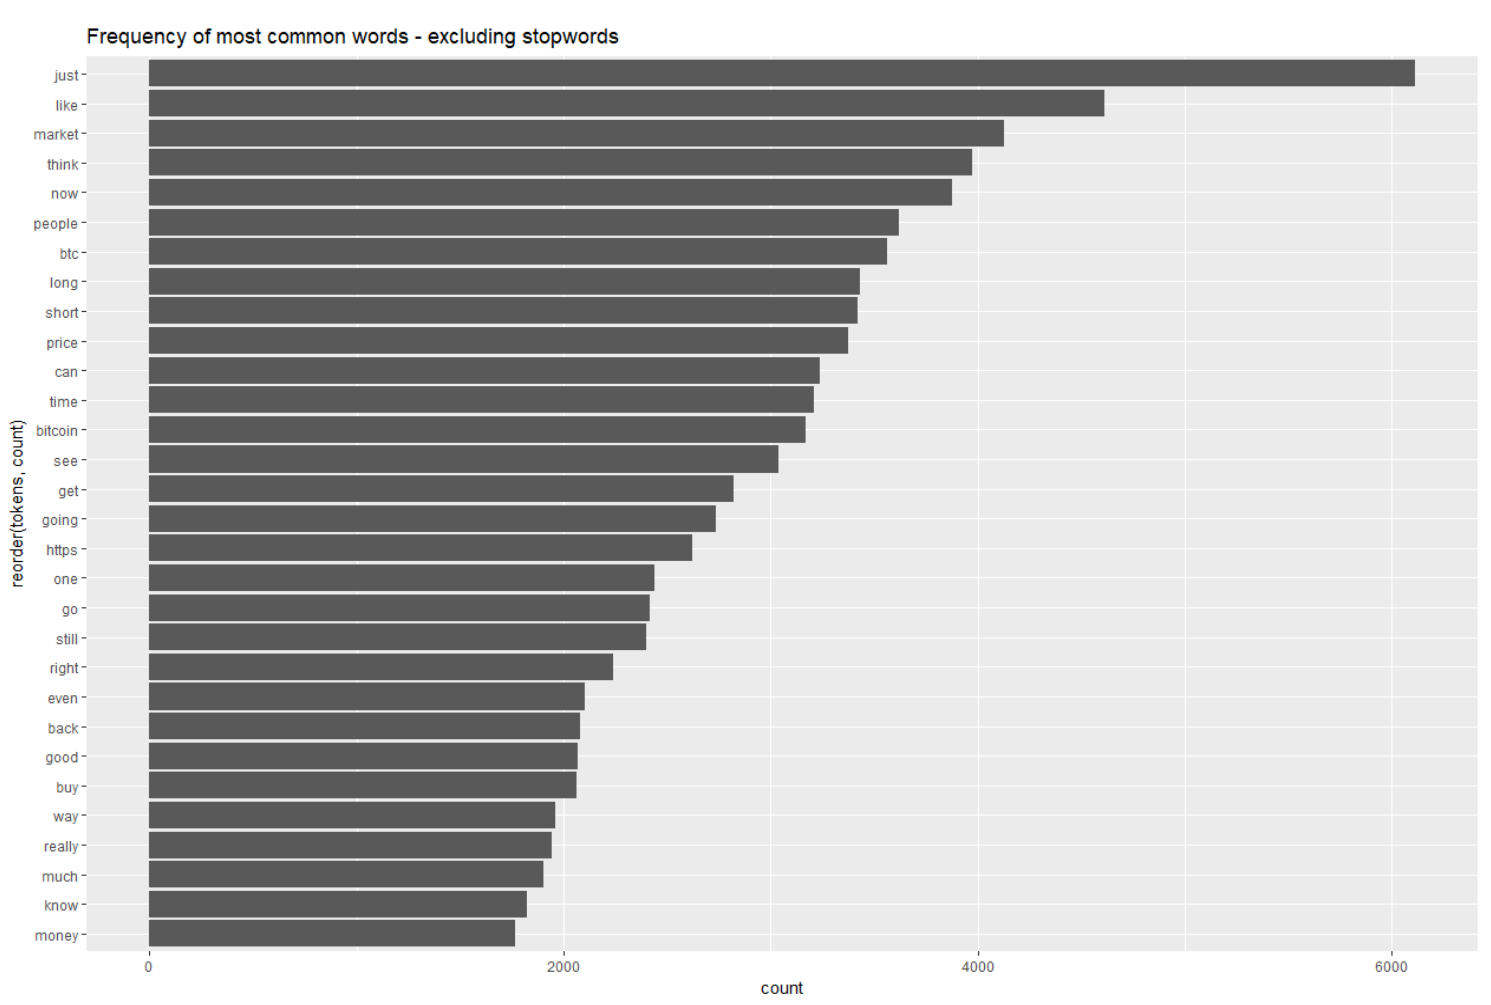 Frequency of most common words - excluding stopwords
just
like
market
think
now
people
btc
long
short
price
can
time
bitcoin
see
get
going
https
one
go
still
right
even
back
good
buy
way
really
much
know
money
reorder(tokens, count)
0 2000 4000 6000
count